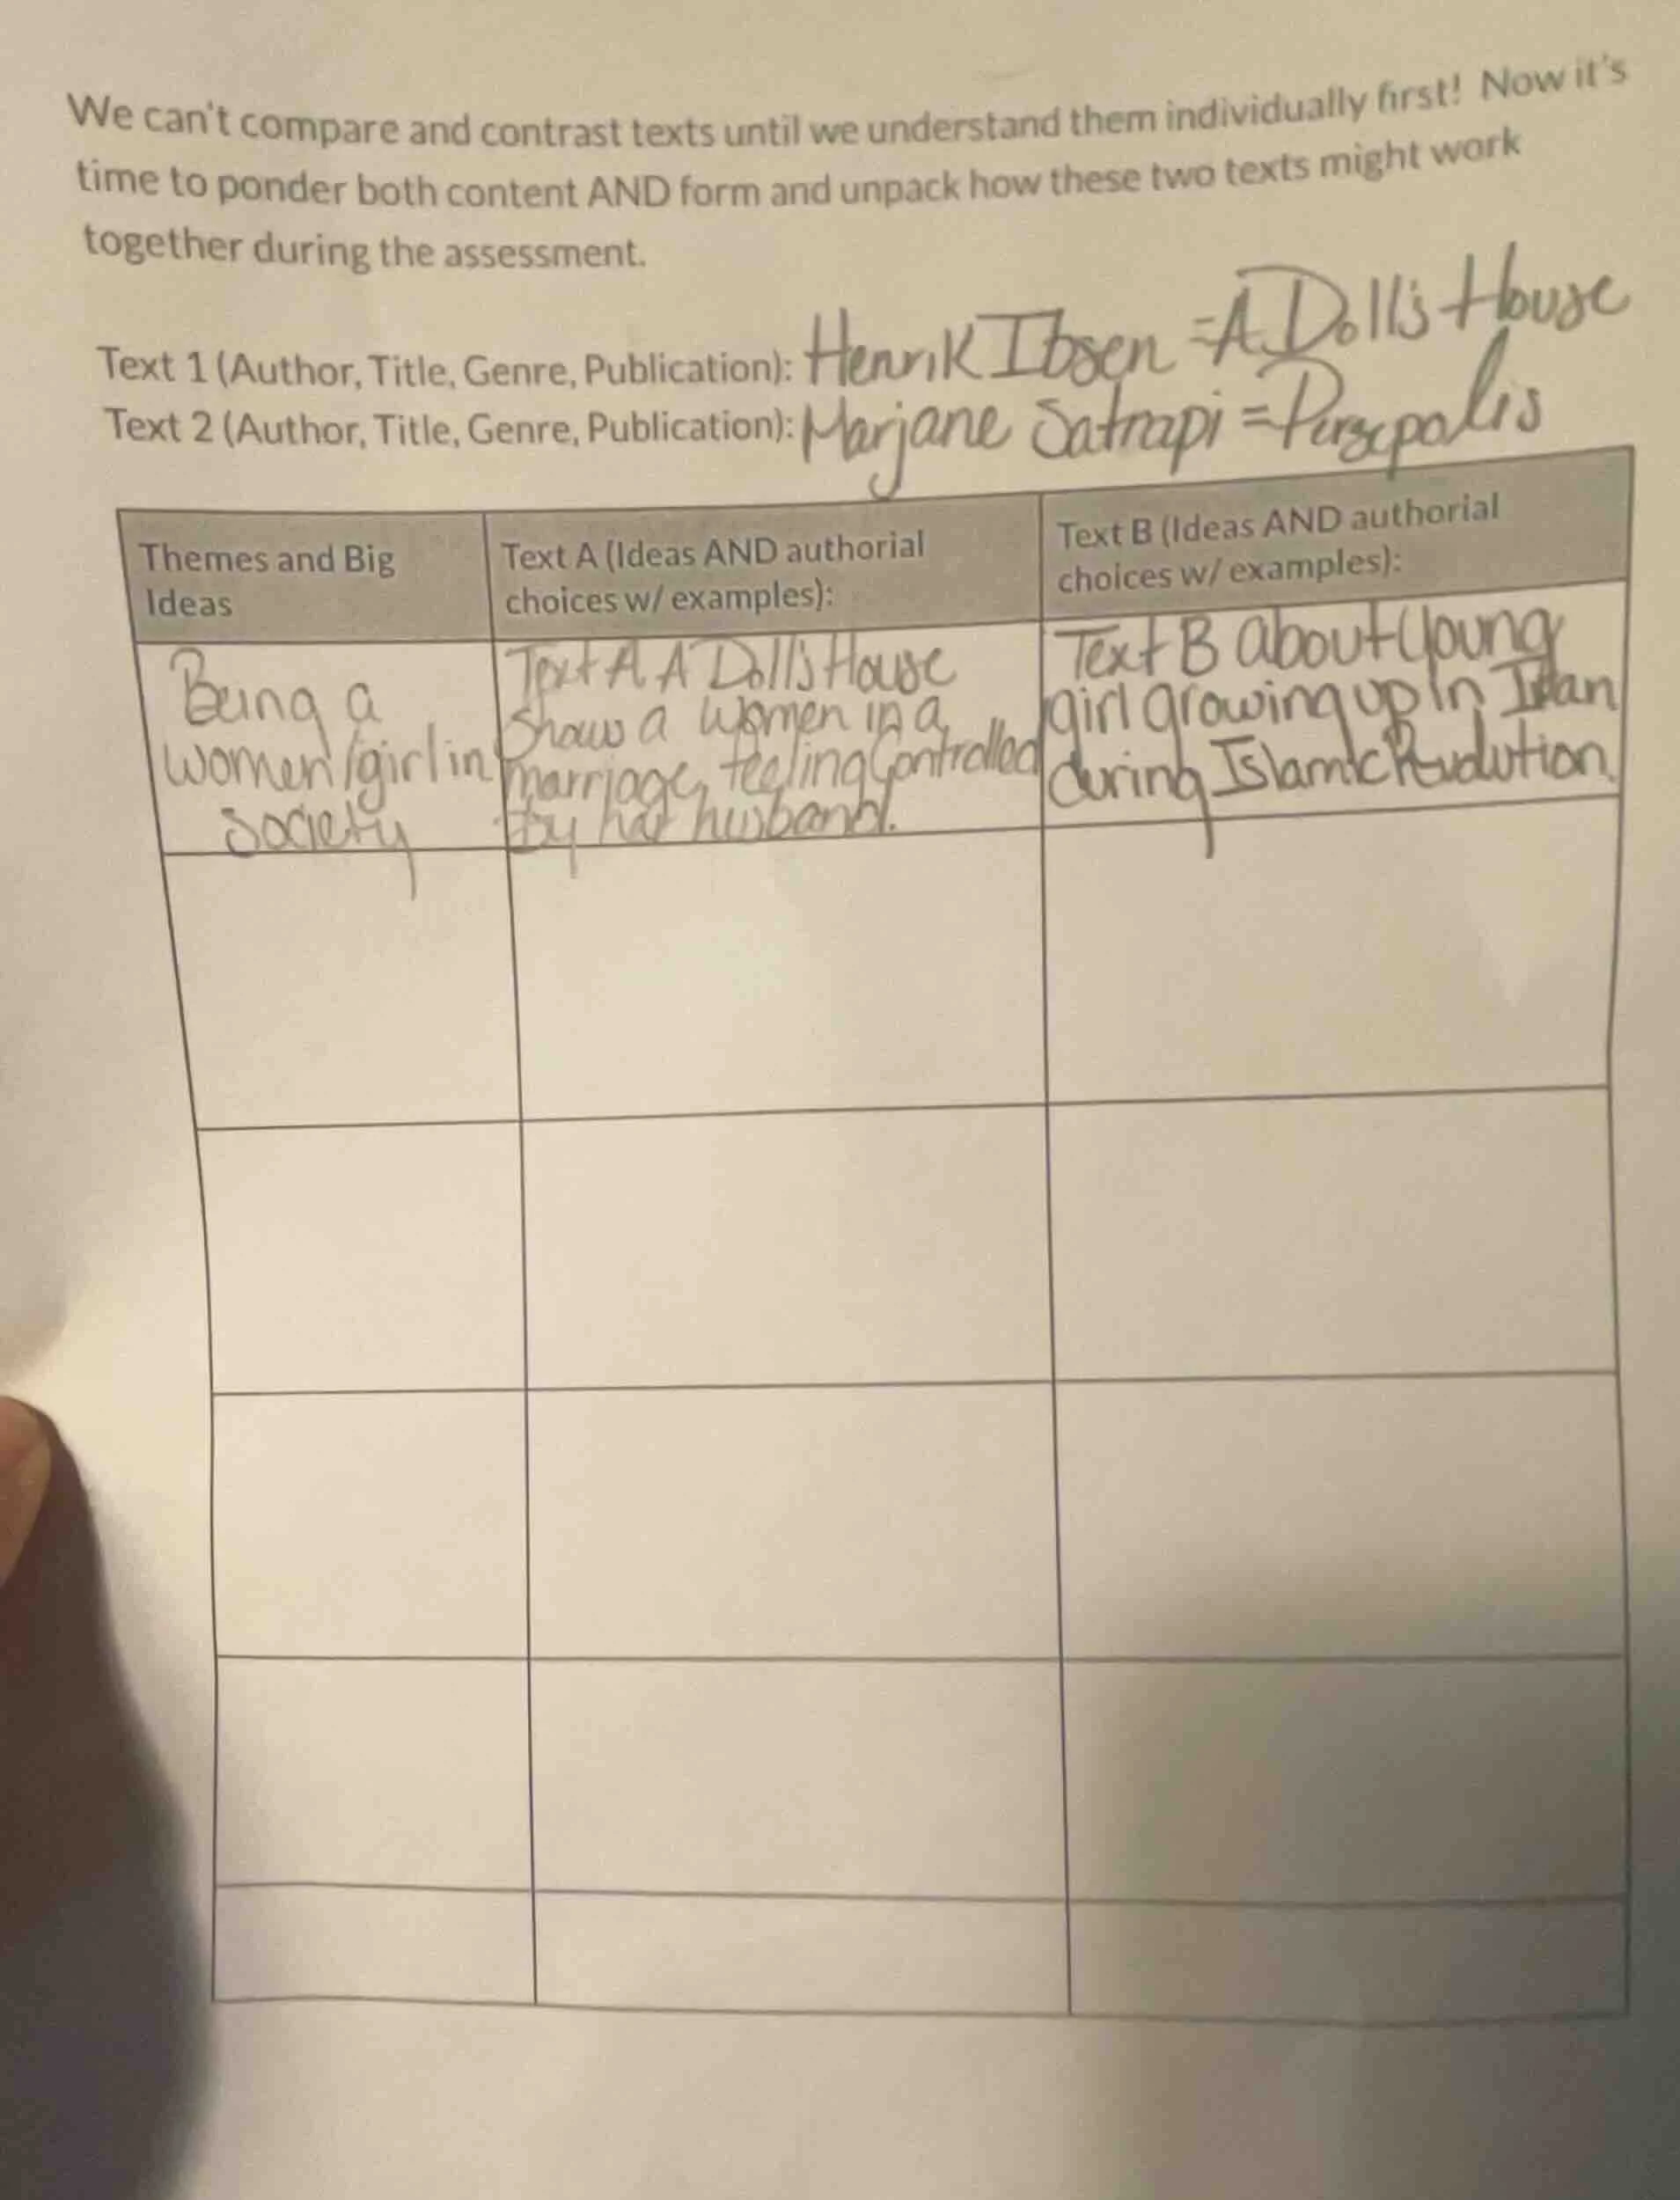 We can't compare and contrast texts until we understand them individually first! Now it's
time to ponder both content AND form and unpack how these two texts might work
together during the assessment.
Text 1 (Author, Title, Genre, Publication): Henrik Ibsen = A Doll's House
Text 2 (Author, Title, Genre, Publication): Marjane Satrapi = Persepolis
Themes and Big
Ideas
Text A (Ideas AND authorial
choices w/ examples):
Text B (Ideas AND authorial
choices w/ examples):
Being a
women/girl in
society
Text A A Doll's House
Shows a women in a
marriage, feeling controlled
by her husband.
Text B about young
girl growing up in Iran
during Islamic Revolution.